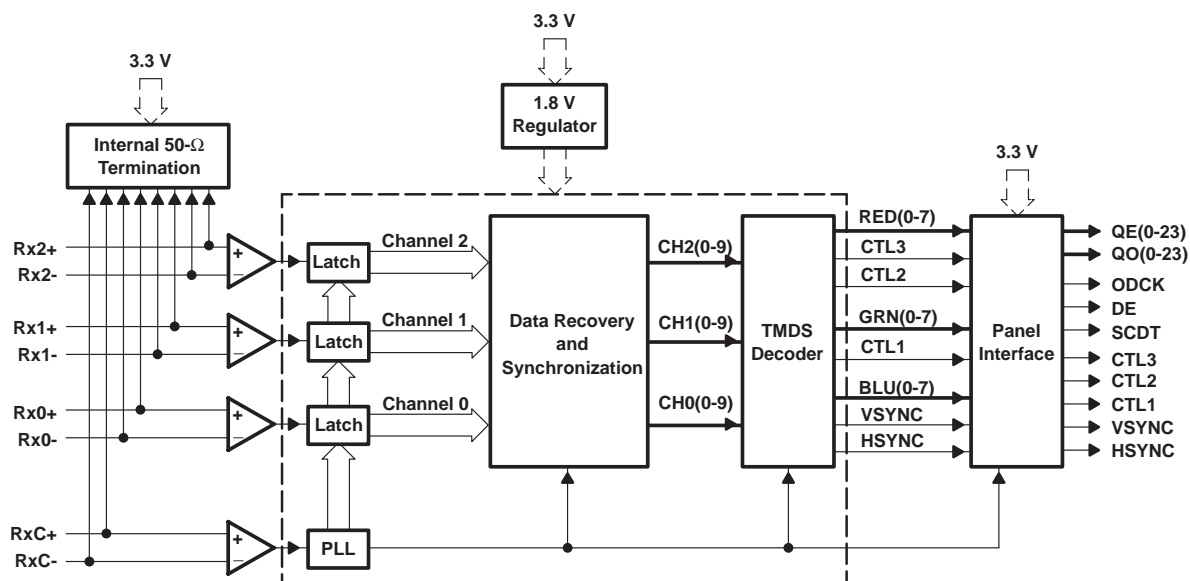 3.3 V
3.3 V
1.8 V
Regulator
Internal 50-Ω
Termination
3.3 V
Rx2+
Rx2-
+
−
Latch
Channel 2
CH2(0-9)
RED(0-7)
CTL3
CTL2
QE(0-23)
QO(0-23)
ODCK
DE
Rx1+
Rx1-
+
−
Latch
Channel 1
Data Recovery
and
Synchronization
CH1(0-9)
TMDS
Decoder
GRN(0-7)
CTL1
Panel
Interface
SCDT
CTL3
CTL2
Rx0+
Rx0-
+
−
Latch
Channel 0
CH0(0-9)
BLU(0-7)
VSYNC
HSYNC
CTL1
VSYNC
HSYNC
RxC+
RxC-
+
−
PLL